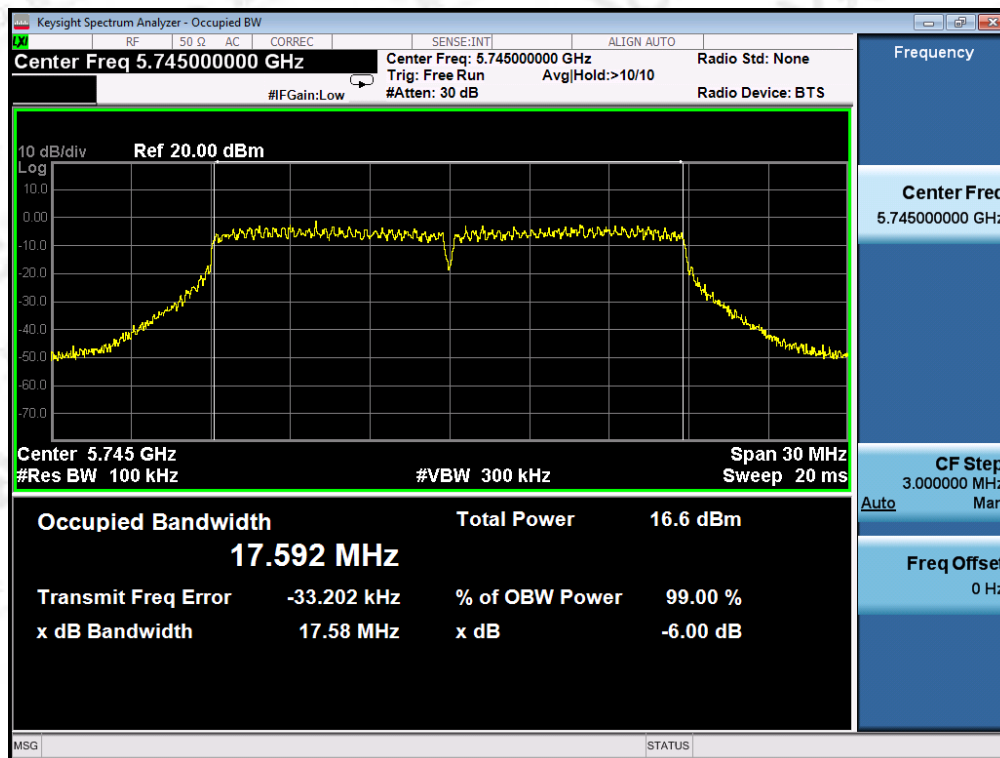 Keysight Spectrum Analyzer - Occupied BW
LXI RF 50 Ω AC CORREC SENSE:INT ALIGN AUTO
Center Freq 5.745000000 GHz
Center Freq: 5.745000000 GHz Radio Std: None
Trig: Free Run Avg|Hold:>10/10
#IFGain:Low #Atten: 30 dB Radio Device: BTS
10 dB/div Ref 20.00 dBm
Log
10.0
0.00
-10.0
-20.0
-30.0
-40.0
-50.0
-60.0
-70.0
Center 5.745 GHz Span 30 MHz
#Res BW 100 kHz #VBW 300 kHz Sweep 20 ms
Occupied Bandwidth Total Power 16.6 dBm
17.592 MHz
Transmit Freq Error -33.202 kHz % of OBW Power 99.00 %
x dB Bandwidth 17.58 MHz x dB -6.00 dB
MSG STATUS
Frequency
Center Freq
5.745000000 GHz
CF Step
3.000000 MHz
Auto Man
Freq Offset
0 Hz